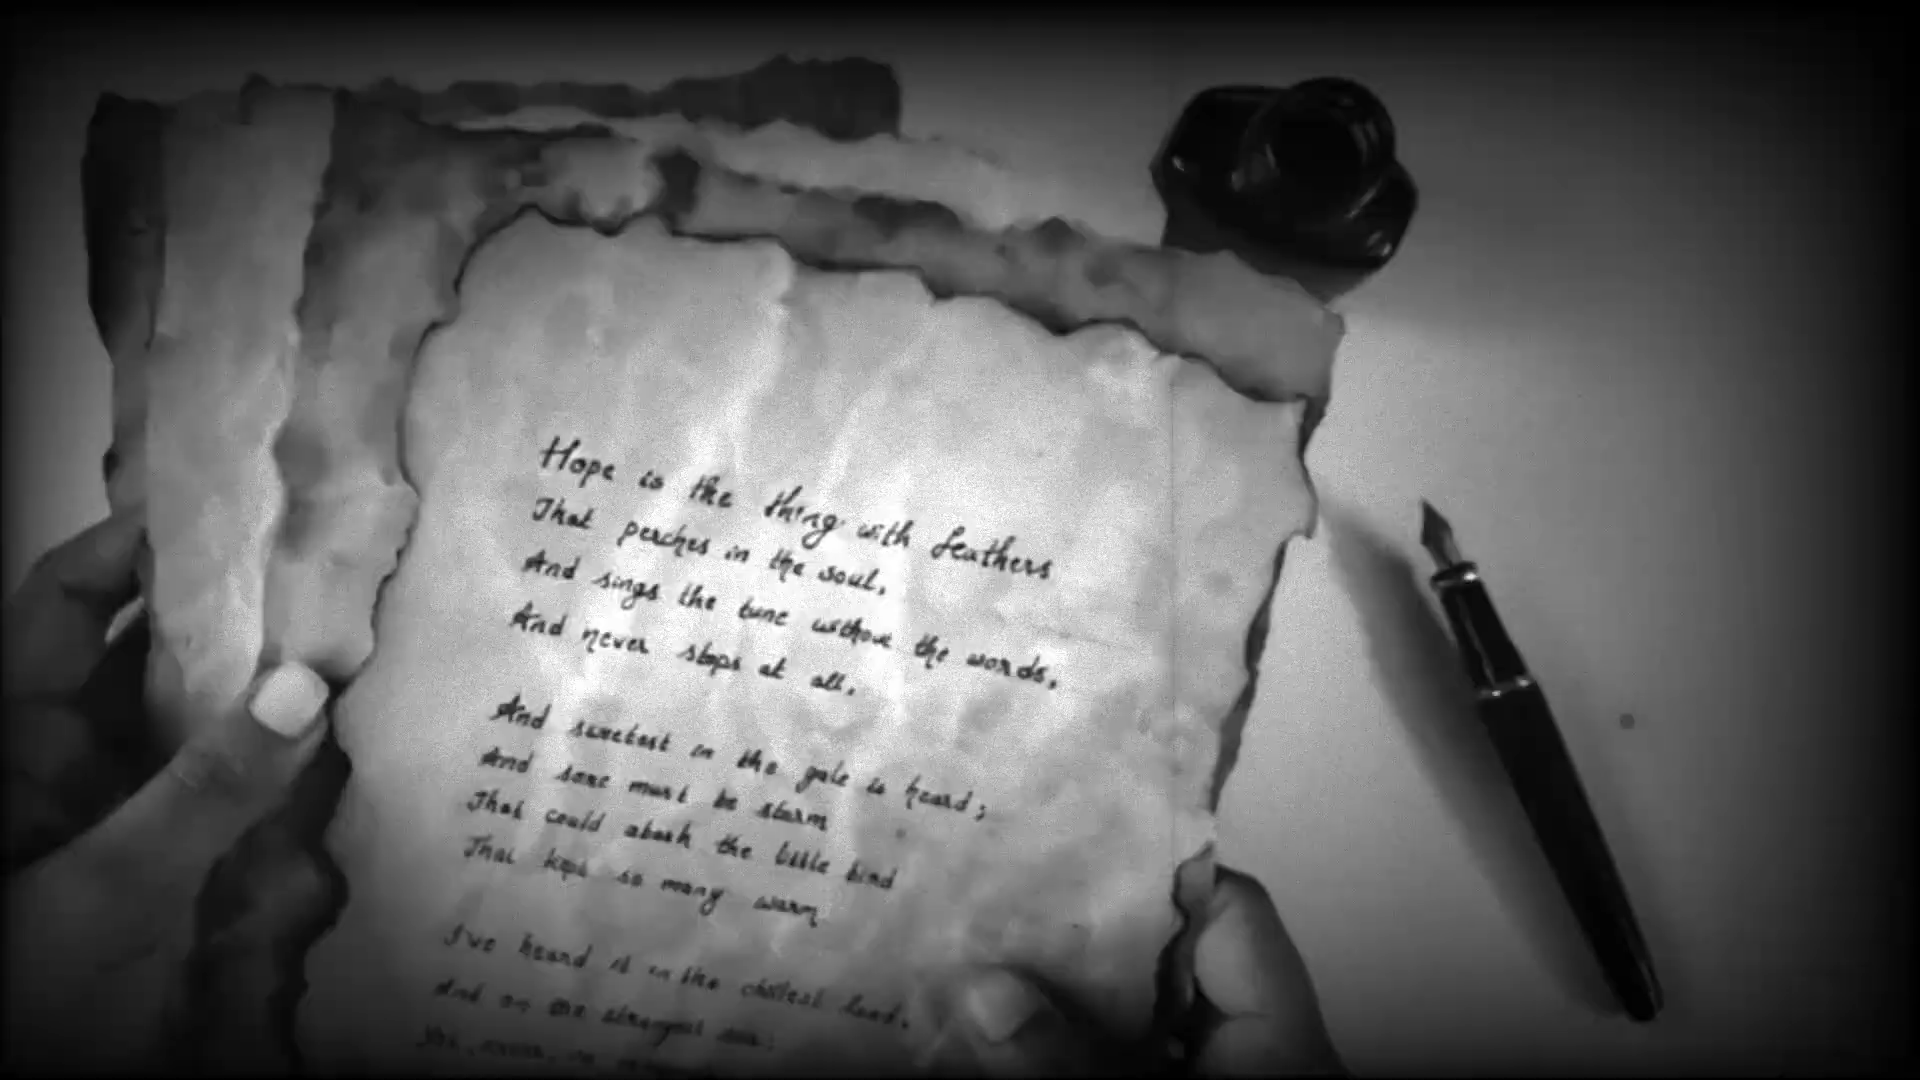 Hope is the thing with feathers
That perches in the soul,
And sings the tune without the words,
And never stops at all,
And sweetest in the gale is heard;
And sore must be storm
That could abash the little bird
That keps so many warm
I've heard it in the chillest land,
And on the strangest sea;